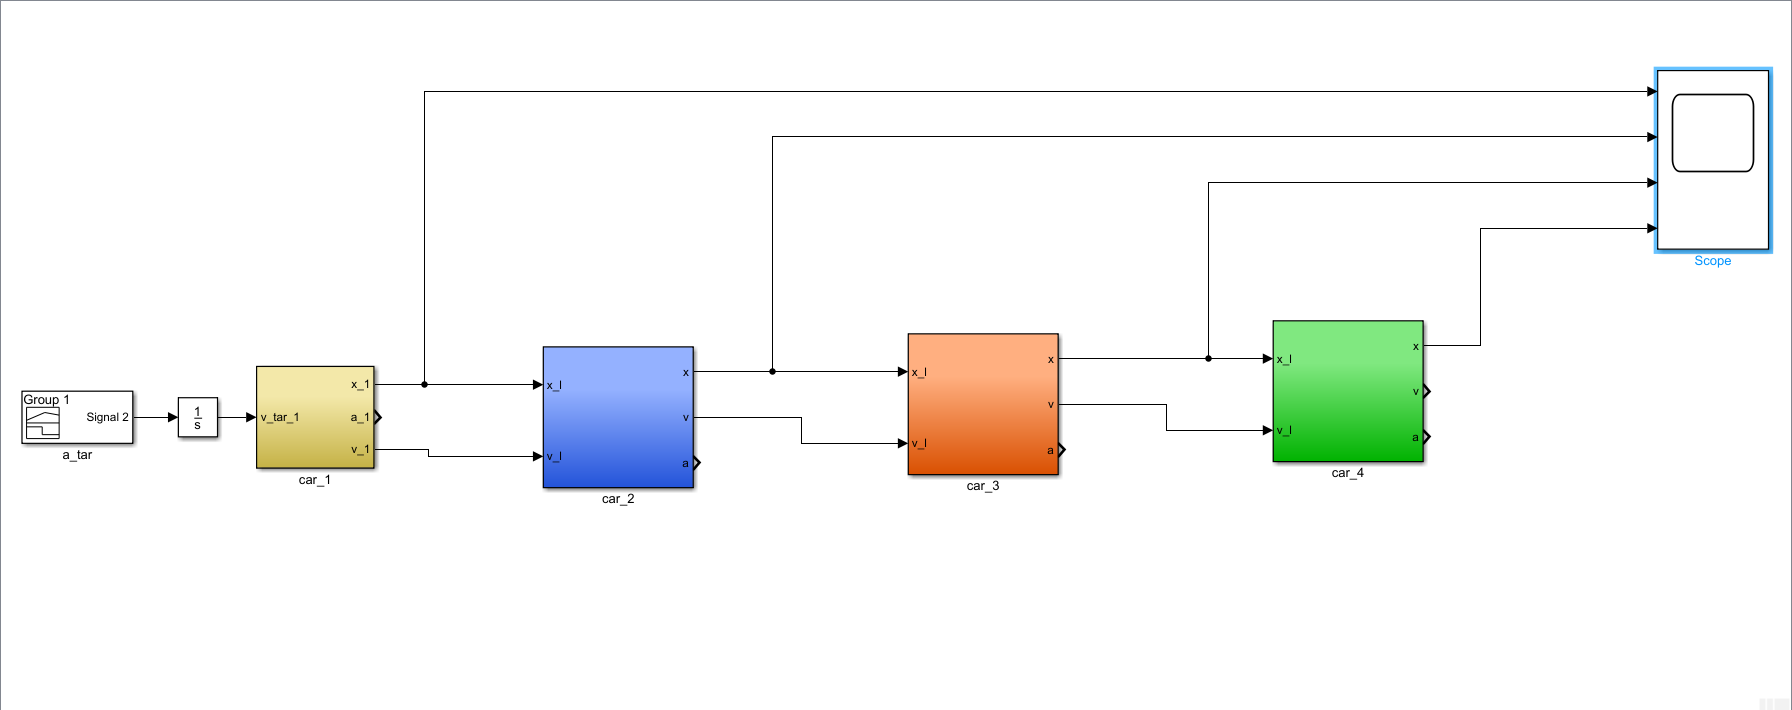 Scope
Group 1
Signal 2
a_tar
1
s
v_tar_1
x_1
a_1
v_1
car_1
x_l
v_l
x
v
a
car_2
x_l
v_l
x
v
a
car_3
x_l
v_l
x
v
a
car_4